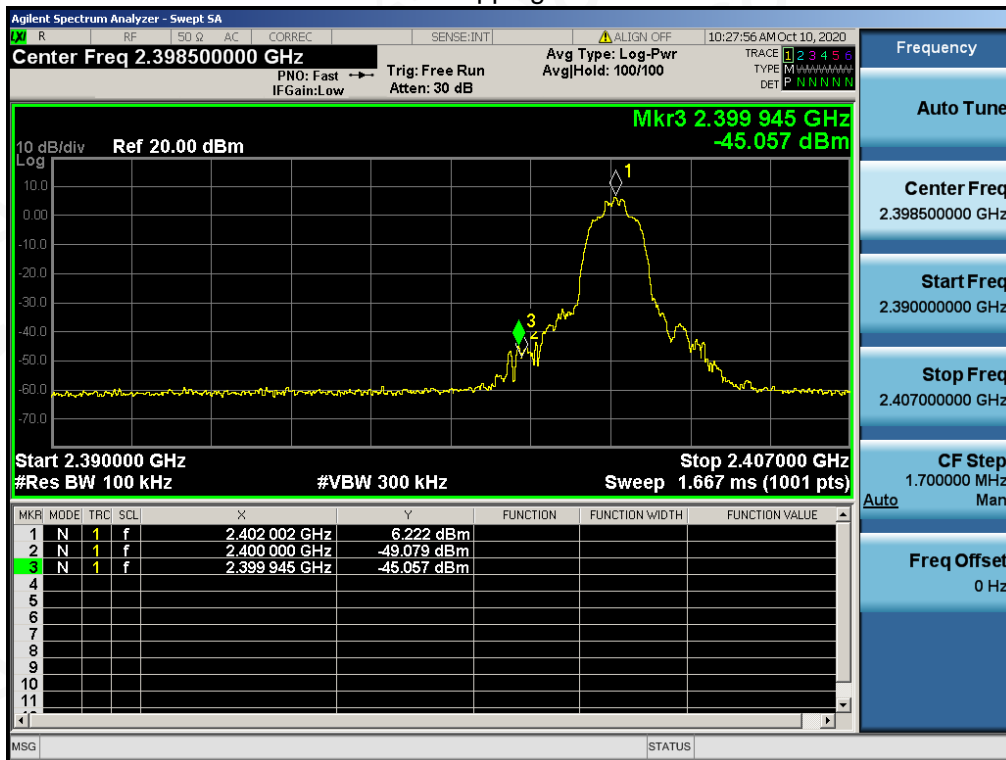 Agilent Spectrum Analyzer - Swept SA
LXI R RF 50 Ω AC CORREC SENSE:INT ALIGN OFF 10:27:56 AM Oct 10, 2020
Center Freq 2.398500000 GHz
PNO: Fast
IFGain:Low
Trig: Free Run
Atten: 30 dB
Avg Type: Log-Pwr
Avg|Hold: 100/100
TRACE 1 2 3 4 5 6
TYPE M WWWWW
DET P N N N N N
Mkr3 2.399 945 GHz
-45.057 dBm
10 dB/div Ref 20.00 dBm
Log
10.0
0.00
-10.0
-20.0
-30.0
-40.0
-50.0
-60.0
-70.0
1
3
2
Start 2.390000 GHz Stop 2.407000 GHz
#Res BW 100 kHz #VBW 300 kHz Sweep 1.667 ms (1001 pts)
MKR MODE TRC SCL X Y FUNCTION FUNCTION WIDTH FUNCTION VALUE
1 N 1 f 2.402 002 GHz 6.222 dBm
2 N 1 f 2.400 000 GHz -49.079 dBm
3 N 1 f 2.399 945 GHz -45.057 dBm
4
5
6
7
8
9
10
11
MSG STATUS
Frequency
Auto Tune
Center Freq
2.398500000 GHz
Start Freq
2.390000000 GHz
Stop Freq
2.407000000 GHz
CF Step
1.700000 MHz
Auto Man
Freq Offset
0 Hz